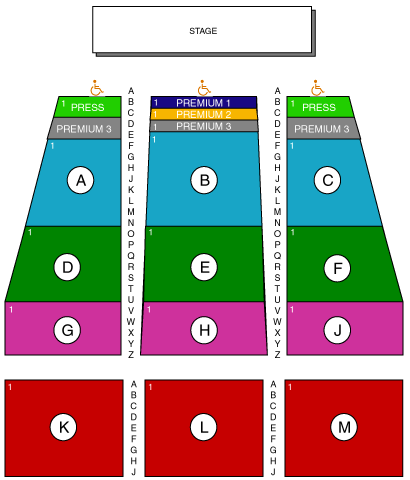 STAGE
A A
B B
1 PRESS 1 PREMIUM 1 1 PRESS
C C
1 PREMIUM 2
D D
PREMIUM 3 1 PREMIUM 3 PREMIUM 3
E E
1 1 1
F F
G G
H H
A B C
J J
K K
L L
M M
N N
1 1 1
O O
P P
Q Q
R R
D E F
S S
T T
U U
1 1 1
V V
W W
G H J
X X
Y Y
Z Z
1 A 1 A 1
B B
C C
D D
K E L E M
F F
G G
H H
J J